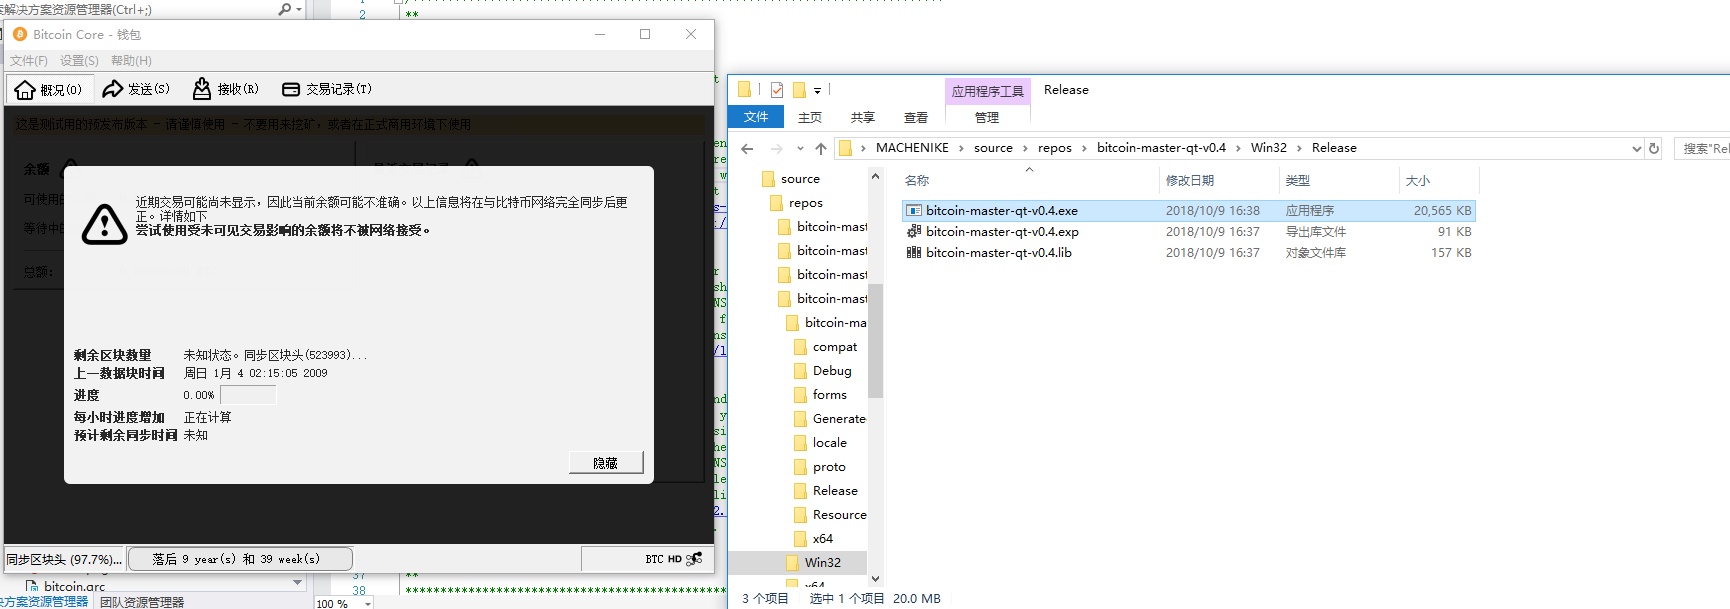 解决方案资源管理器(Ctrl+;)
1
2
**
Bitcoin Core - 钱包
文件(F) 设置(S) 帮助(H)
概况(O) 发送(S) 接收(R) 交易记录(T)
这是测试用的预发布版本 - 请谨慎使用 - 不要用来挖矿，或者在正式商用环境下使用
余额
可使用的
等待中的
总额:
近期交易可能尚未显示，因此当前余额可能不准确。以上信息将在与比特币网络完全同步后更
正。详情如下
尝试使用受未可见交易影响的余额将不被网络接受。
剩余区块数量 未知状态。同步区块头(523993)...
上一数据块时间 周日 1月 4 02:15:05 2009
进度 0.00%
每小时进度增加 正在计算
预计剩余同步时间 未知
隐藏
同步区块头 (97.7%)... 落后 9 year(s) 和 39 week(s) BTC HD
bitcoin.qrc
决方案资源管理器 团队资源管理器
37 **
38
100 %
应用程序工具 Release
文件 主页 共享 查看 管理
MACHENIKE source repos bitcoin-master-qt-v0.4 Win32 Release
搜索"Rel
source
repos
bitcoin-mast
bitcoin-mast
bitcoin-mast
bitcoin-mast
bitcoin-ma
compat
Debug
forms
Generate
locale
proto
Release
Resource
x64
Win32
x64
名称 修改日期 类型 大小
bitcoin-master-qt-v0.4.exe 2018/10/9 16:38 应用程序 20,565 KB
bitcoin-master-qt-v0.4.exp 2018/10/9 16:37 导出库文件 91 KB
bitcoin-master-qt-v0.4.lib 2018/10/9 16:37 对象文件库 157 KB
3 个项目 选中 1 个项目 20.0 MB